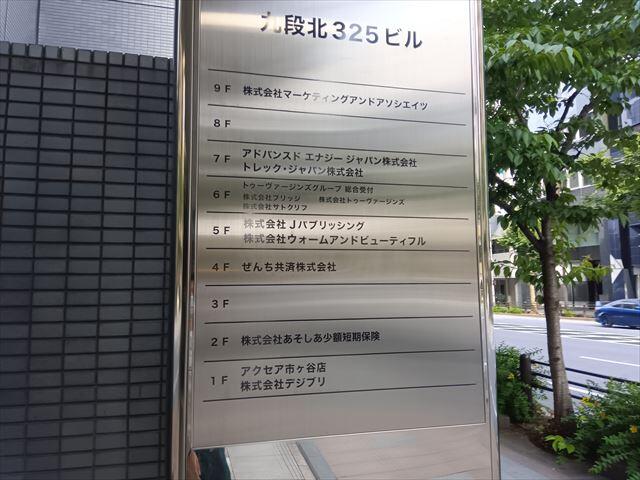 九段北325ビル
9F 株式会社マーケティングアンドアソシエイツ
8F
7F アドバンスド エナジー ジャパン株式会社
トレック・ジャパン株式会社
6F トゥーヴァージンズグループ 総合受付
株式会社ブリッジ 株式会社トゥーヴァージンズ
株式会社サトクリフ
5F 株式会社Jパブリッシング
株式会社ウォームアンドビューティフル
4F ぜんち共済株式会社
3F
2F 株式会社あそしあ少額短期保険
1F アクセア市ヶ谷店
株式会社デジブリ